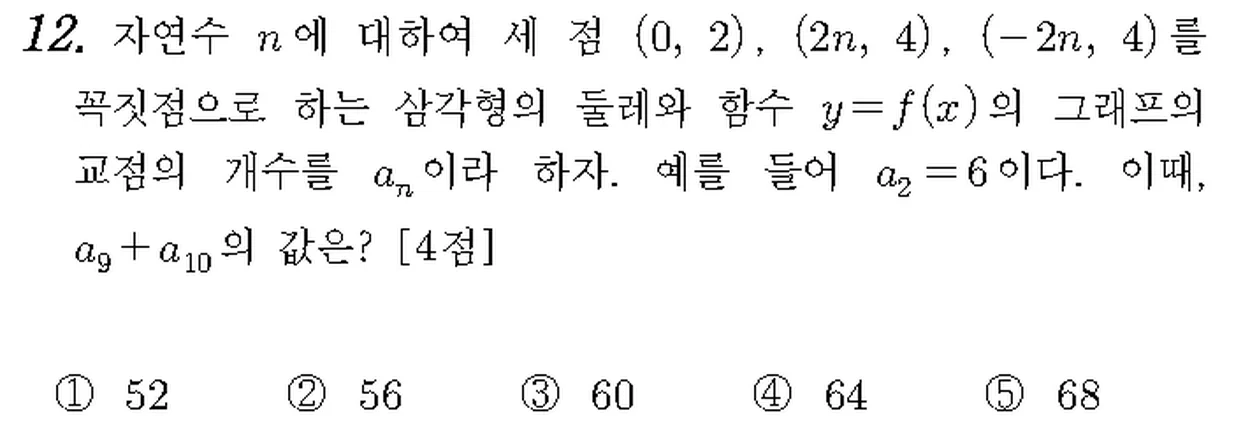 12. 자연수 n에 대하여 세 점 (0, 2), (2n, 4), (−2n, 4)를
꼭짓점으로 하는 삼각형의 둘레와 함수 y=f(x)의 그래프의
교점의 개수를 aₙ이라 하자. 예를 들어 a₂=6이다. 이때,
a₉+a₁₀의 값은? [4점]
① 52 ② 56 ③ 60 ④ 64 ⑤ 68